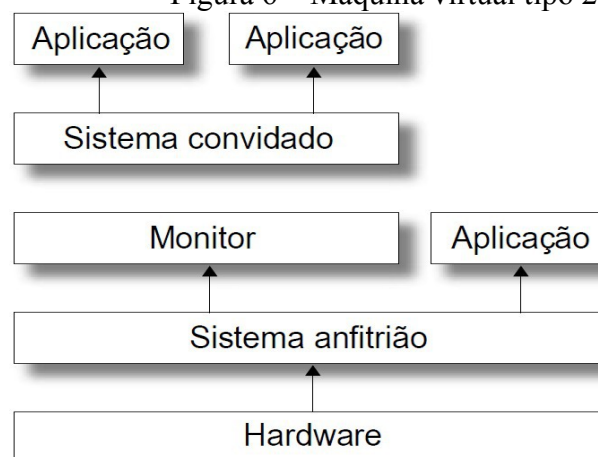 Figura 6 – Máquina virtual tipo 2
Aplicação Aplicação
Sistema convidado
Monitor Aplicação
Sistema anfitrião
Hardware